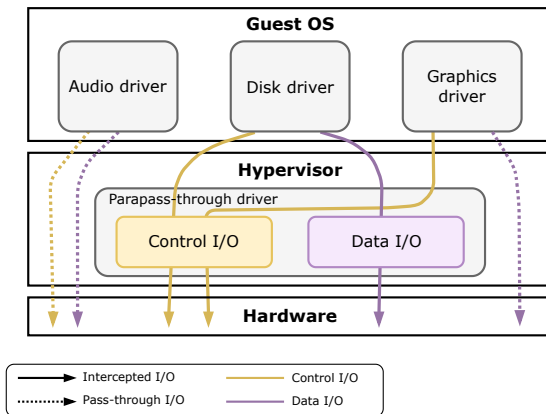 Guest OS
Audio driver
Disk driver
Graphics
driver
Hypervisor
Parapass-through driver
Control I/O
Data I/O
Hardware
Intercepted I/O
Control I/O
Pass-through I/O
Data I/O